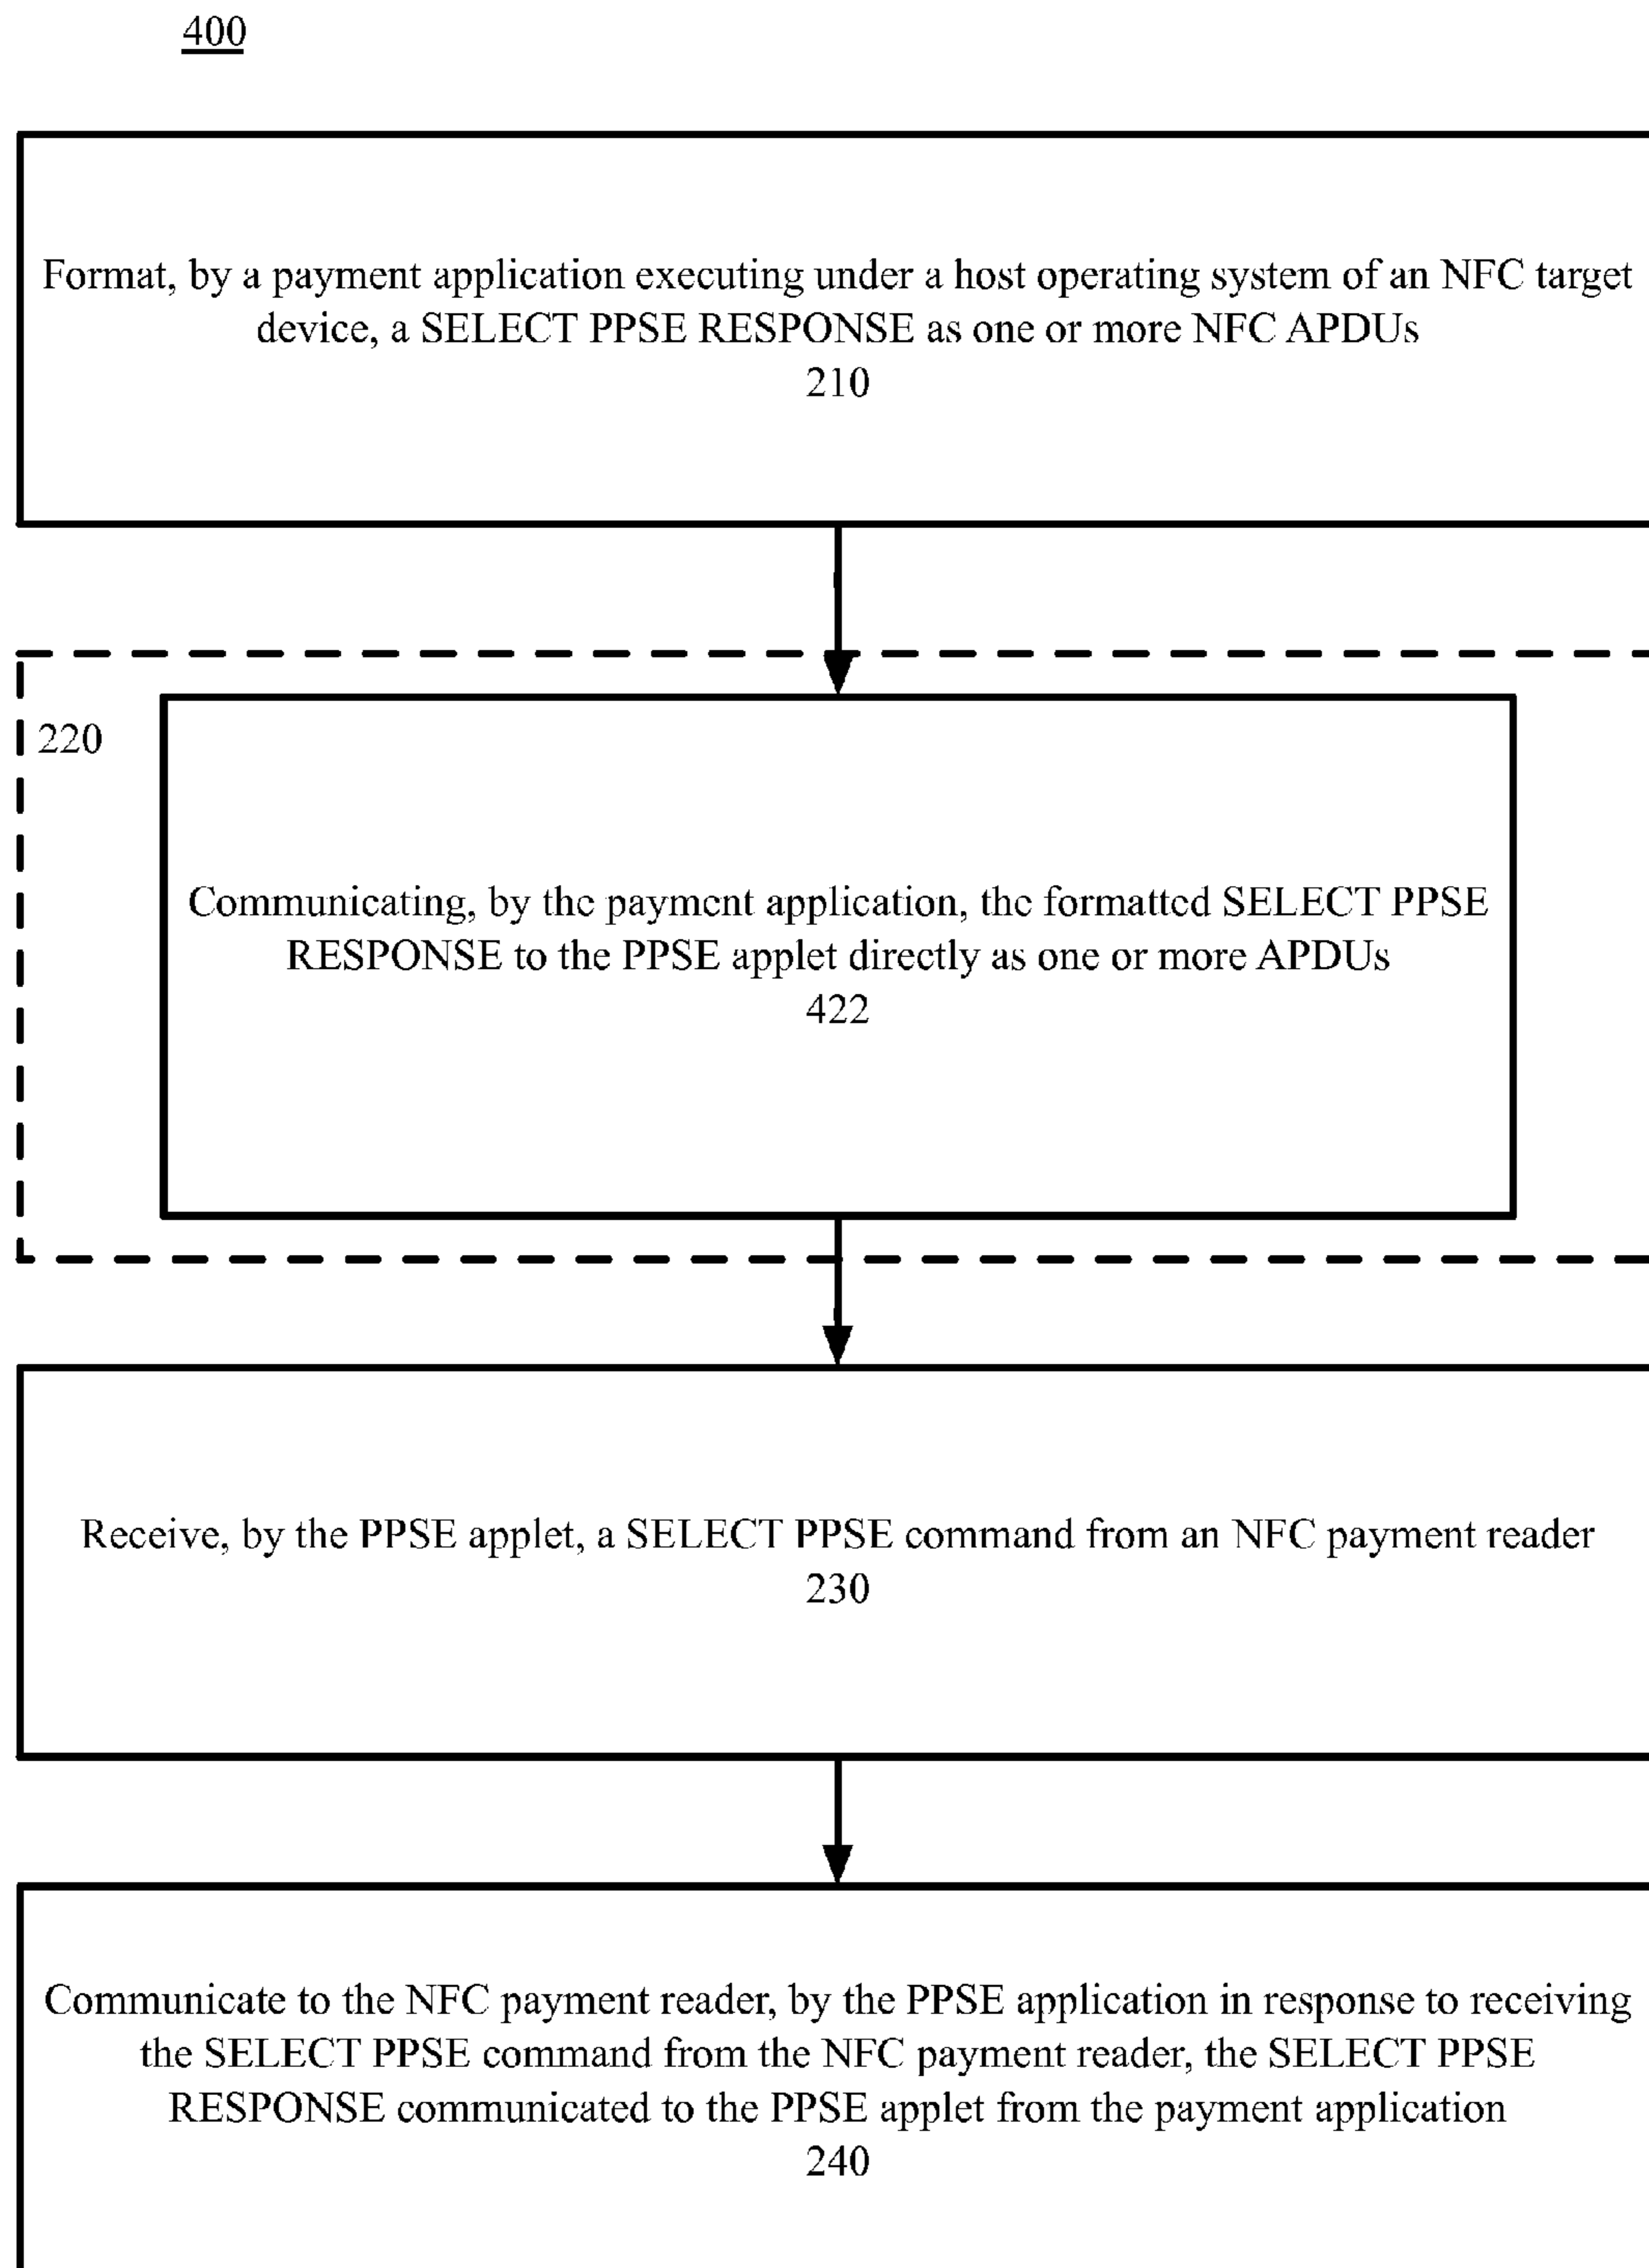 400
Format, by a payment application executing under a host operating system of an NFC target
device, a SELECT PPSE RESPONSE as one or more NFC APDUs
210
220
Communicating, by the payment application, the formatted SELECT PPSE
RESPONSE to the PPSE applet directly as one or more APDUs
422
Receive, by the PPSE applet, a SELECT PPSE command from an NFC payment reader
230
Communicate to the NFC payment reader, by the PPSE application in response to receiving
the SELECT PPSE command from the NFC payment reader, the SELECT PPSE
RESPONSE communicated to the PPSE applet from the payment application
240